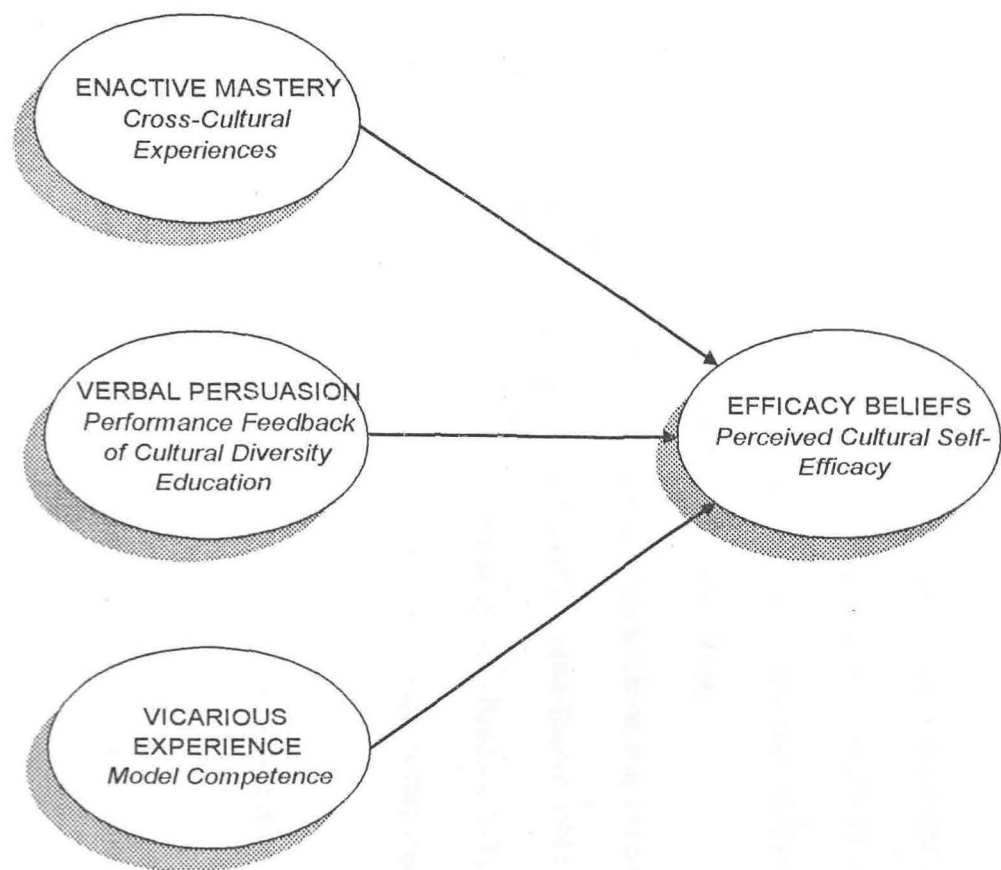 ENACTIVE MASTERY
Cross-Cultural
Experiences
VERBAL PERSUASION
Performance Feedback
of Cultural Diversity
Education
EFFICACY BELIEFS
Perceived Cultural Self-
Efficacy
VICARIOUS
EXPERIENCE
Model Competence